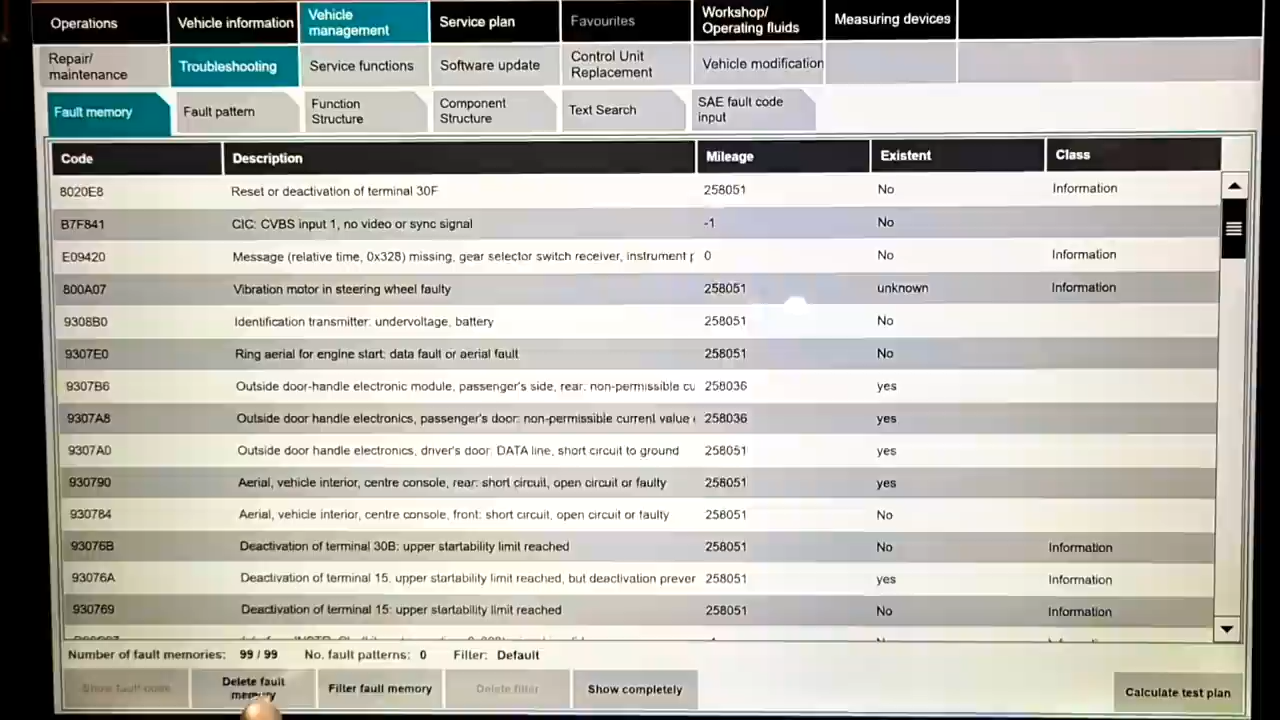 Operations Vehicle information Vehicle management Service plan Favourites Workshop/ Operating fluids Measuring devices
Repair/ maintenance Troubleshooting Service functions Software update Control Unit Replacement Vehicle modification
Fault memory Fault pattern Function Structure Component Structure Text Search SAE fault code input
Code Description Mileage Existent Class
8020E8 Reset or deactivation of terminal 30F 258051 No Information
B7F841 CIC: CVBS input 1, no video or sync signal -1 No
E09420 Message (relative time, 0x328) missing, gear selector switch receiver, instrument 0 No Information
800A07 Vibration motor in steering wheel faulty 258051 unknown Information
9308B0 Identification transmitter: undervoltage, battery 258051 No
9307E0 Ring aerial for engine start: data fault or aerial fault 258051 No
9307B6 Outside door-handle electronic module, passenger's side, rear: non-permissible cu 258036 yes
9307A8 Outside door handle electronics, passenger's door: non-permissible current value 258036 yes
9307A0 Outside door handle electronics, driver's door: DATA line, short circuit to ground 258051 yes
930790 Aerial, vehicle interior, centre console, rear: short circuit, open circuit or faulty 258051 yes
930784 Aerial, vehicle interior, centre console, front: short circuit, open circuit or faulty 258051 No
93076B Deactivation of terminal 30B: upper startability limit reached 258051 No Information
93076A Deactivation of terminal 15: upper startability limit reached, but deactivation prever 258051 yes Information
930769 Deactivation of terminal 15: upper startability limit reached 258051 No Information
Number of fault memories: 99 / 99 No. fault patterns: 0 Filter: Default
Show fault code Delete fault memory Filter fault memory Delete filter Show completely Calculate test plan